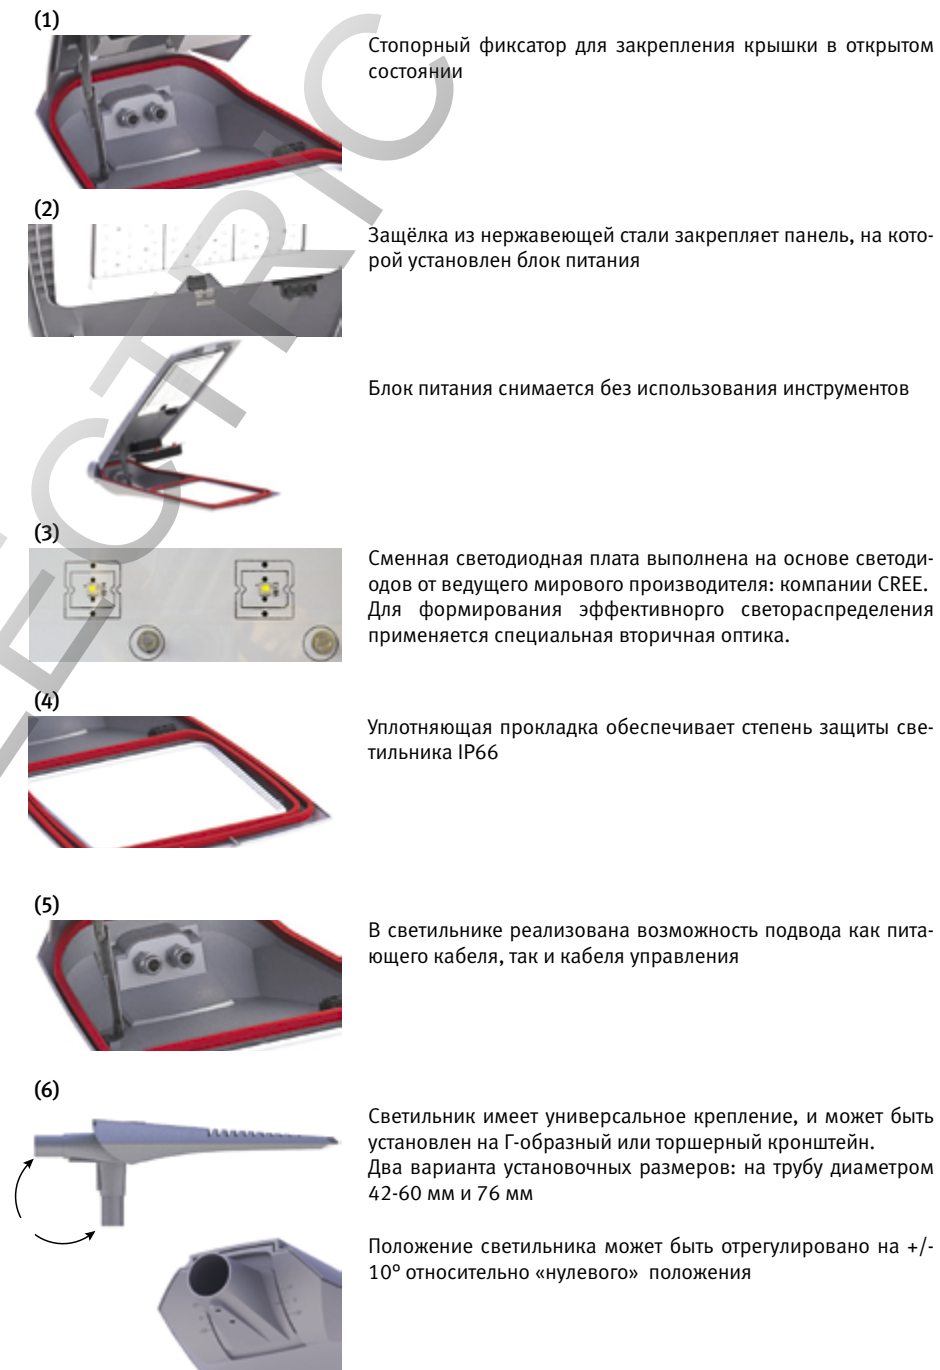 (1)
Стопорный фиксатор для закрепления крышки в открытом
состоянии
(2)
Защёлка из нержавеющей стали закрепляет панель, на кото-
рой установлен блок питания
Блок питания снимается без использования инструментов
(3)
Сменная светодиодная плата выполнена на основе светоди-
одов от ведущего мирового производителя: компании CREE.
Для формирования эффективнорго светораспределения
применяется специальная вторичная оптика.
(4)
Уплотняющая прокладка обеспечивает степень защиты све-
тильника IP66
(5)
В светильнике реализована возможность подвода как пита-
ющего кабеля, так и кабеля управления
(6)
Светильник имеет универсальное крепление, и может быть
установлен на Г-образный или торшерный кронштейн.
Два варианта установочных размеров: на трубу диаметром
42-60 мм и 76 мм
Положение светильника может быть отрегулировано на +/-
10° относительно «нулевого» положения
ECTRIC